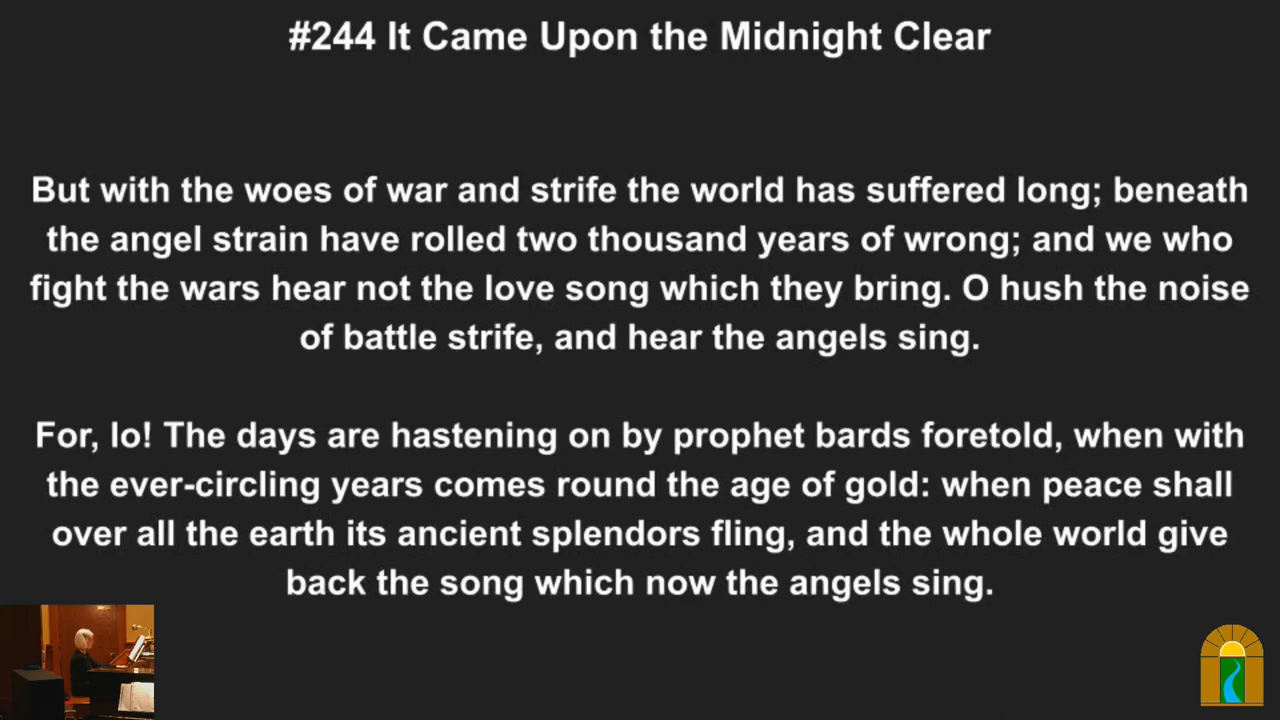 #244 It Came Upon the Midnight Clear
But with the woes of war and strife the world has suffered long; beneath
the angel strain have rolled two thousand years of wrong; and we who
fight the wars hear not the love song which they bring. O hush the noise
of battle strife, and hear the angels sing.
For, lo! The days are hastening on by prophet bards foretold, when with
the ever-circling years comes round the age of gold: when peace shall
over all the earth its ancient splendors fling, and the whole world give
back the song which now the angels sing.